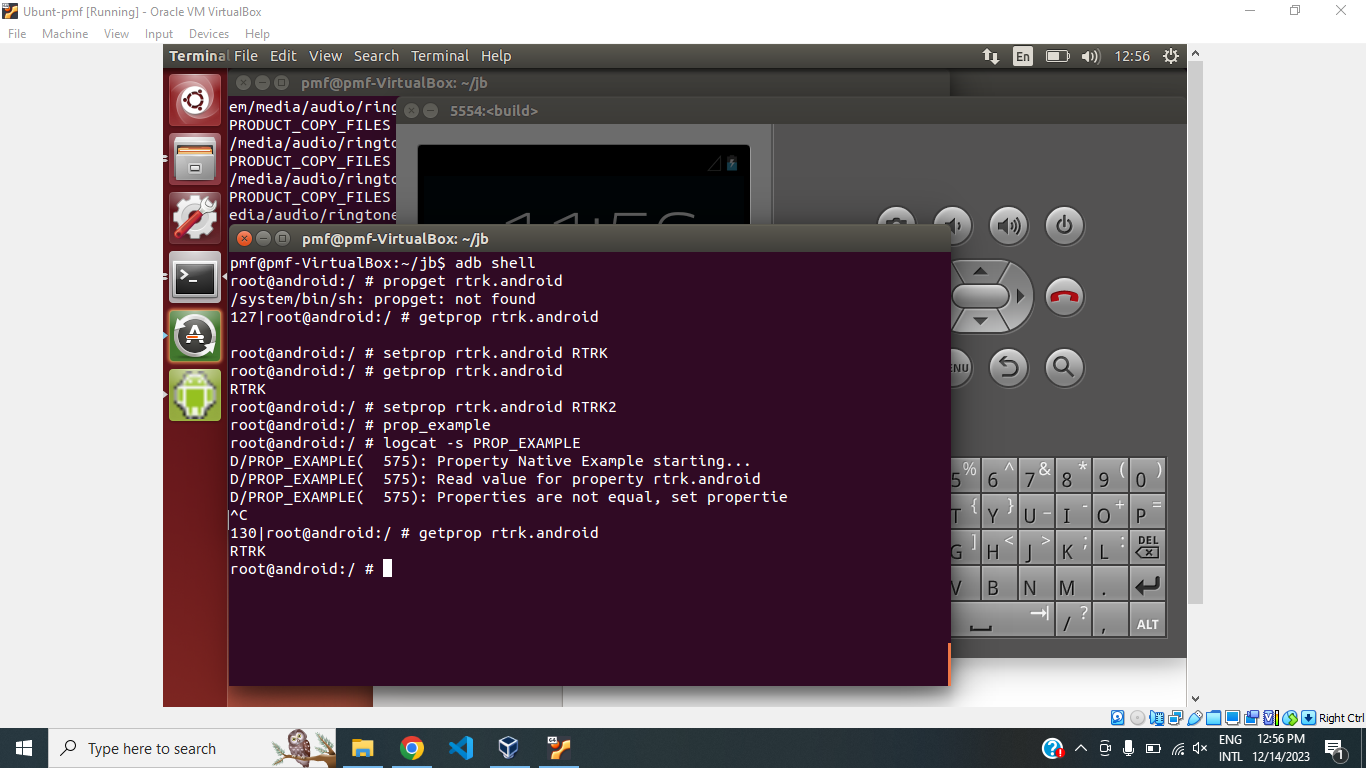 Ubunt-pmf [Running] - Oracle VM VirtualBox
File Machine View Input Devices Help
Terminal File Edit View Search Terminal Help
En
12:56
pmf@pmf-VirtualBox: ~/jb
em/media/audio/ring
PRODUCT_COPY_FILES
/media/audio/ringto
PRODUCT_COPY_FILES
/media/audio/ringto
PRODUCT_COPY_FILES
edia/audio/ringtone
5554:<build>
pmf@pmf-VirtualBox: ~/jb
pmf@pmf-VirtualBox:~/jb$ adb shell
root@android:/ # propget rtrk.android
/system/bin/sh: propget: not found
127|root@android:/ # getprop rtrk.android
root@android:/ # setprop rtrk.android RTRK
root@android:/ # getprop rtrk.android
RTRK
root@android:/ # setprop rtrk.android RTRK2
root@android:/ # prop_example
root@android:/ # logcat -s PROP_EXAMPLE
D/PROP_EXAMPLE(  575): Property Native Example starting...
D/PROP_EXAMPLE(  575): Read value for property rtrk.android
D/PROP_EXAMPLE(  575): Properties are not equal, set propertie
^C
130|root@android:/ # getprop rtrk.android
RTRK
root@android:/ #
ENU
5 % 6 ^ 7 & 8 * 9 ( 0 )
T { Y } U _ I - O + P =
G ] H < J > K ; L : DEL
V B N M .
/ ? , ALT
Right Ctrl
Type here to search
ENG
INTL
12:56 PM
12/14/2023
1